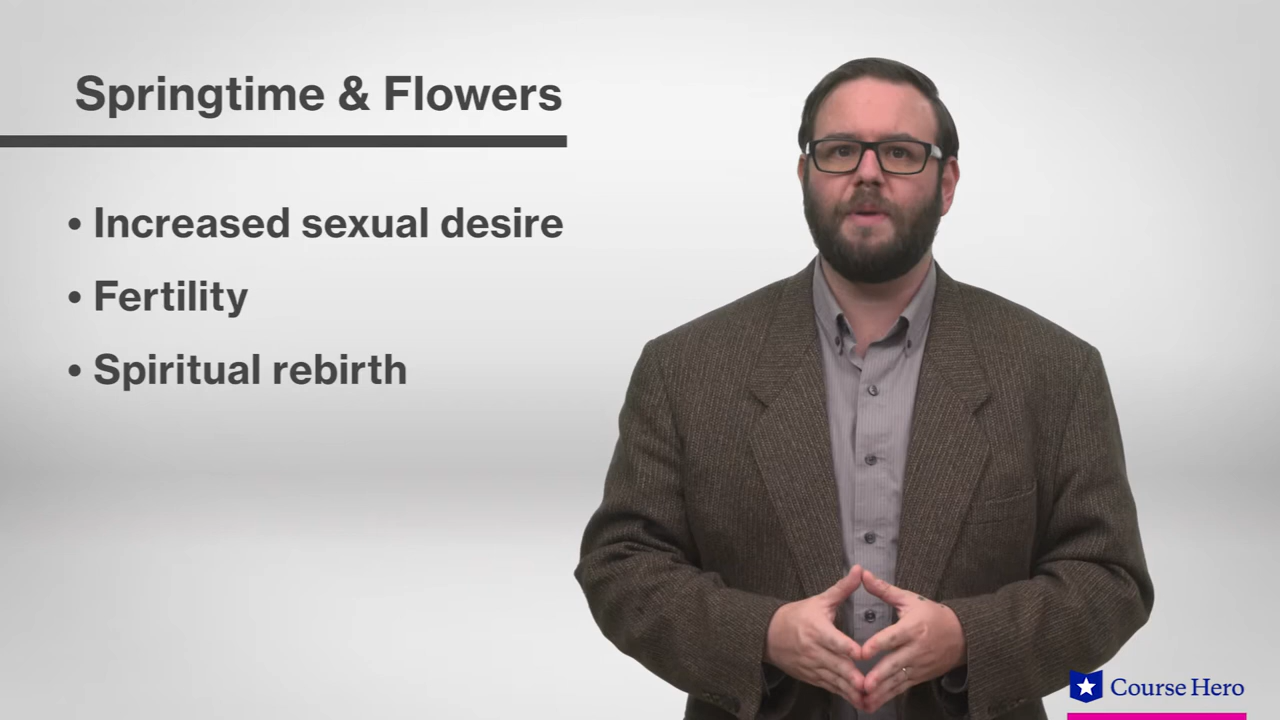 Springtime & Flowers
• Increased sexual desire
• Fertility
• Spiritual rebirth
Course Hero